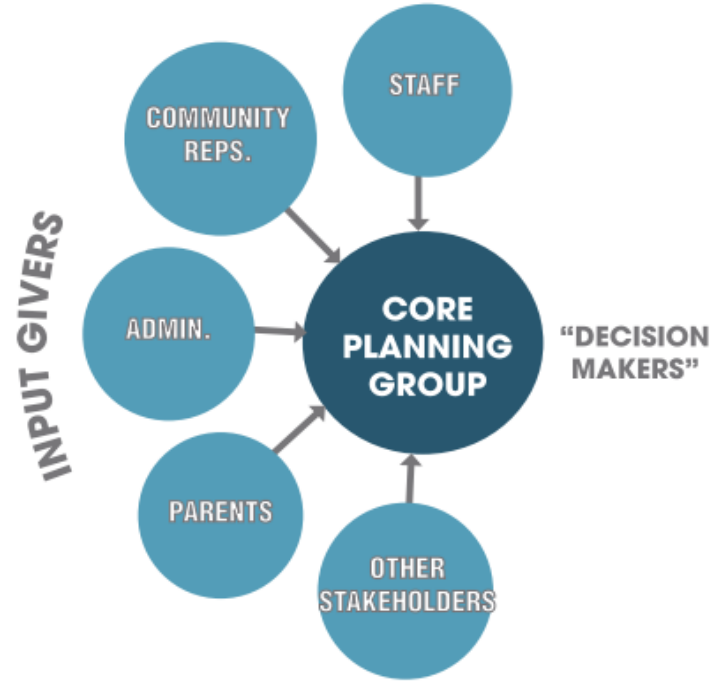 STAFF
COMMUNITY
REPS.
INPUT GIVERS
ADMIN.
CORE
PLANNING
GROUP
“DECISION
MAKERS”
PARENTS
OTHER
STAKEHOLDERS